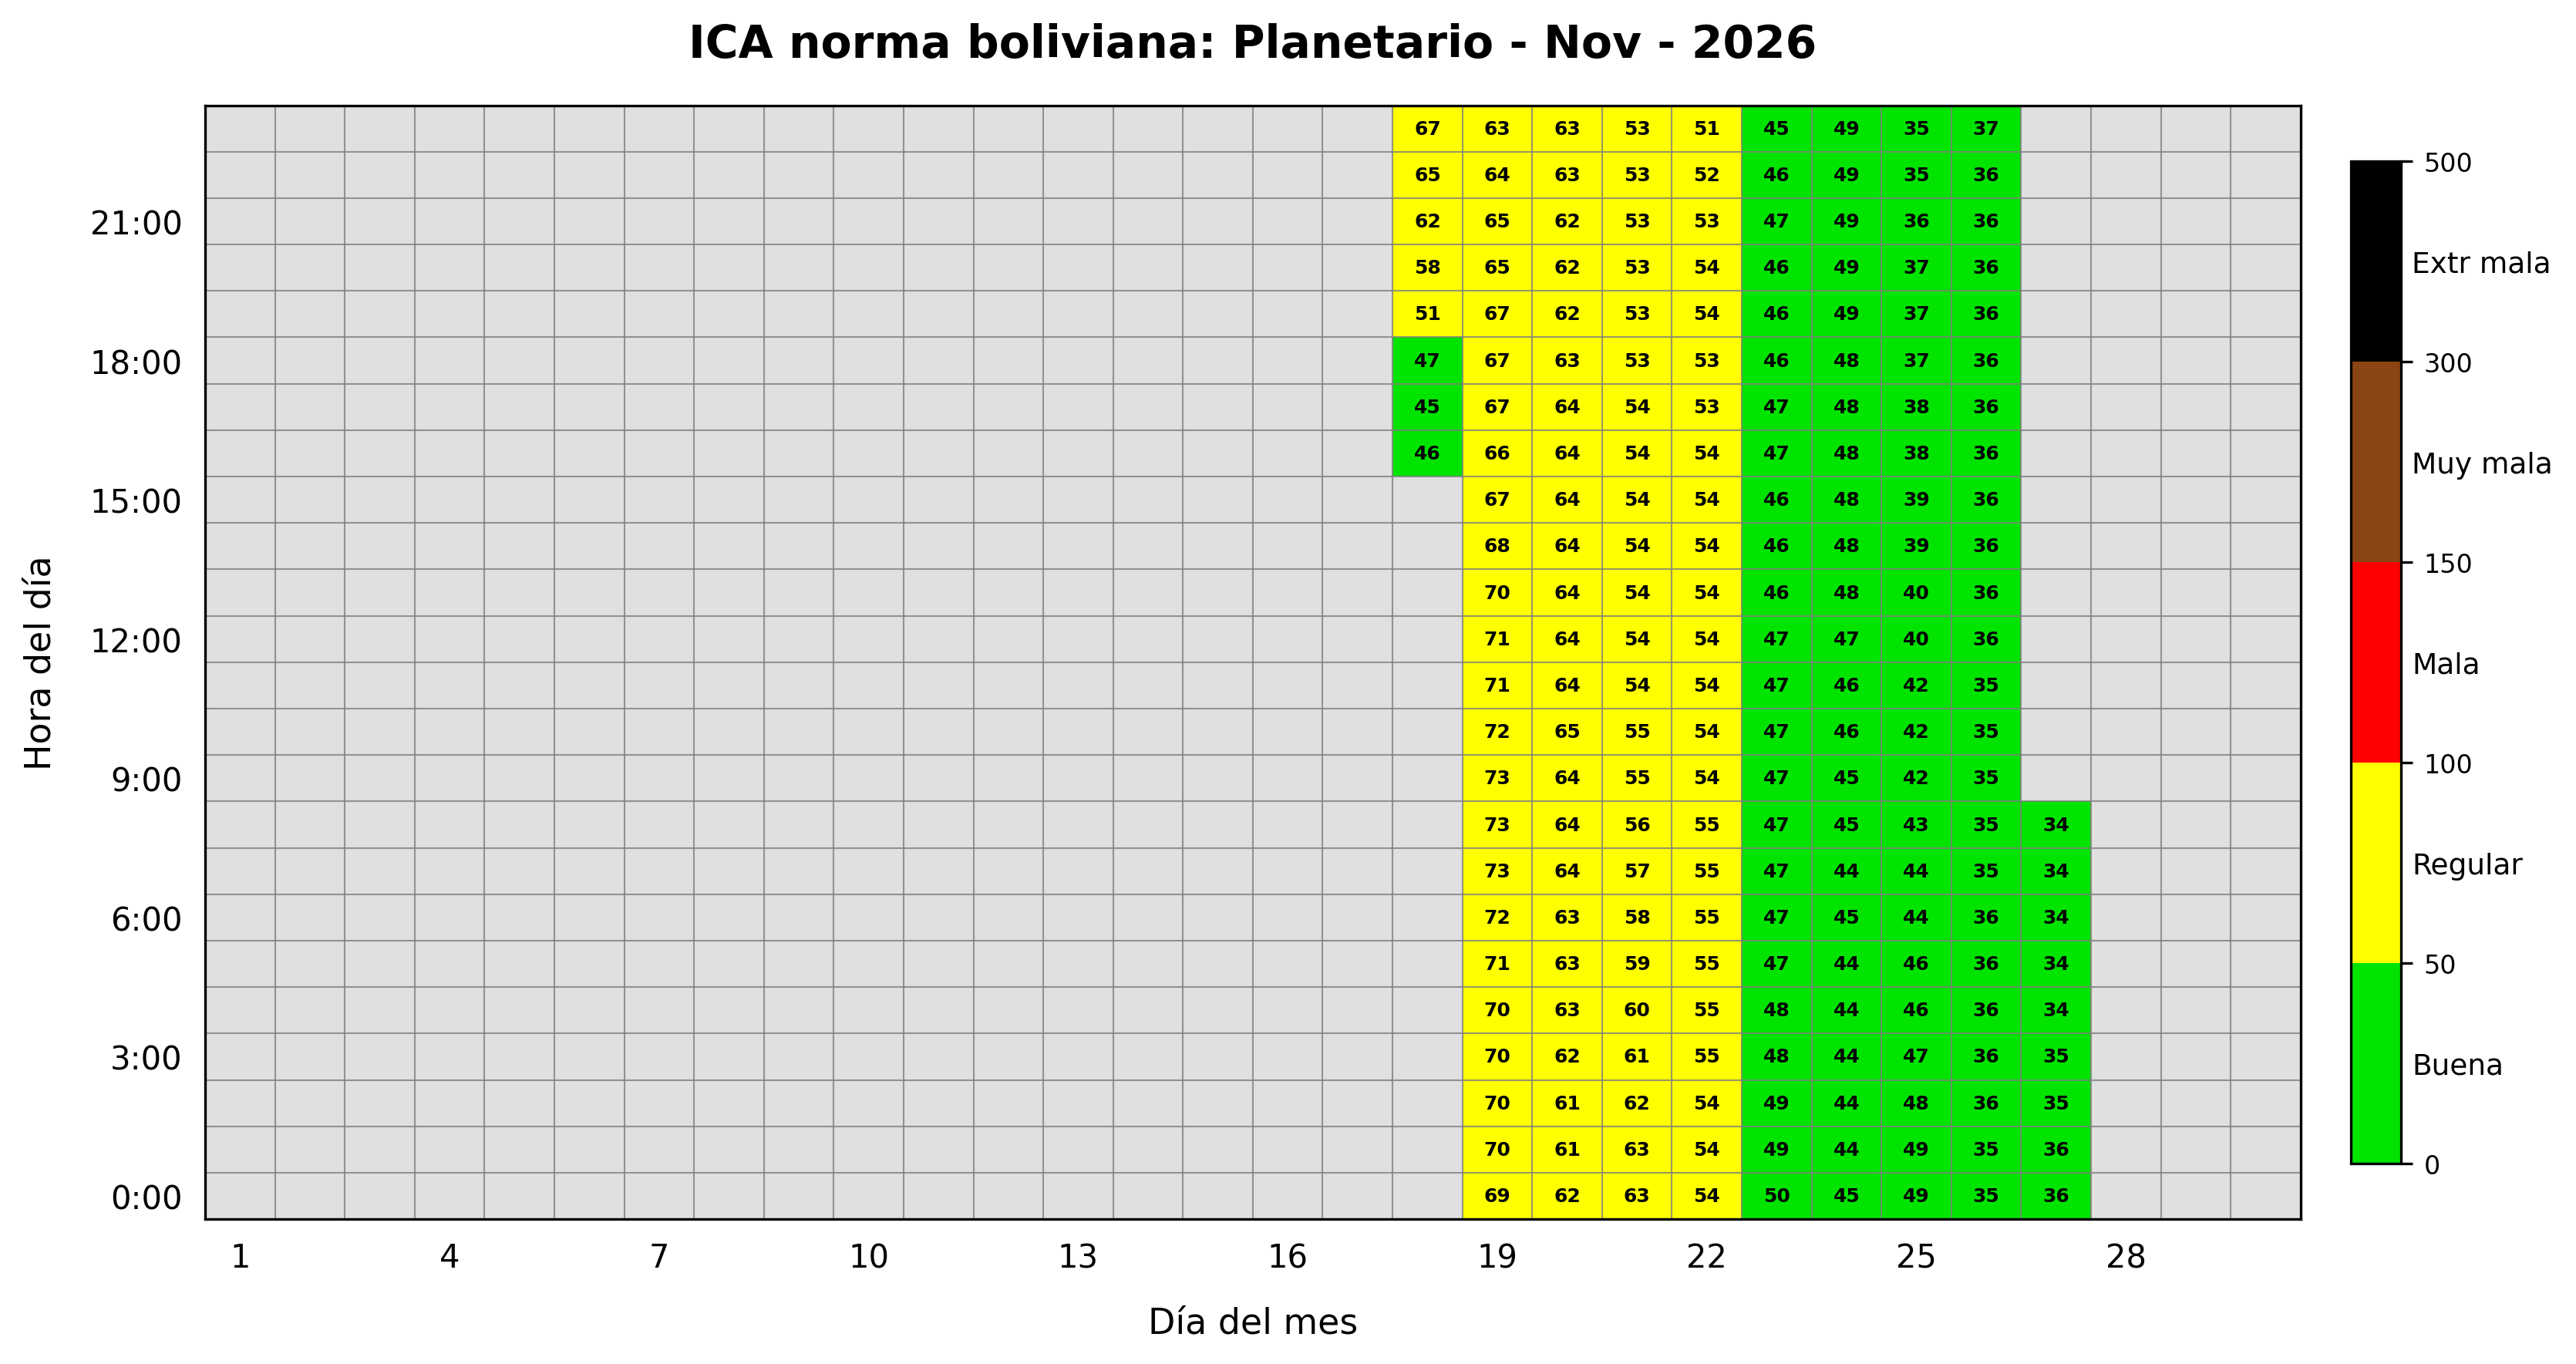 ICA norma boliviana: Planetario - Nov - 2026
67 63 63 53 51 45 49 35 37
65 64 63 53 52 46 49 35 36
21:00 62 65 62 53 53 47 49 36 36
58 65 62 53 54 46 49 37 36
51 67 62 53 54 46 49 37 36
18:00 47 67 63 53 53 46 48 37 36
45 67 64 54 53 47 48 38 36
46 66 64 54 54 47 48 38 36
15:00 67 64 54 54 46 48 39 36
68 64 54 54 46 48 39 36
70 64 54 54 46 48 40 36
12:00 71 64 54 54 47 47 40 36
71 64 54 54 47 46 42 35
72 65 55 54 47 46 42 35
9:00 73 64 55 54 47 45 42 35
73 64 56 55 47 45 43 35 34
73 64 57 55 47 44 44 35 34
6:00 72 63 58 55 47 45 44 36 34
71 63 59 55 47 44 46 36 34
70 63 60 55 48 44 46 36 34
3:00 70 62 61 55 48 44 47 36 35
70 61 62 54 49 44 48 36 35
70 61 63 54 49 44 49 35 36
0:00 69 62 63 54 50 45 49 35 36
1 4 7 10 13 16 19 22 25 28
Día del mes
Hora del día
500
Extr mala
300
Muy mala
150
Mala
100
Regular
50
Buena
0